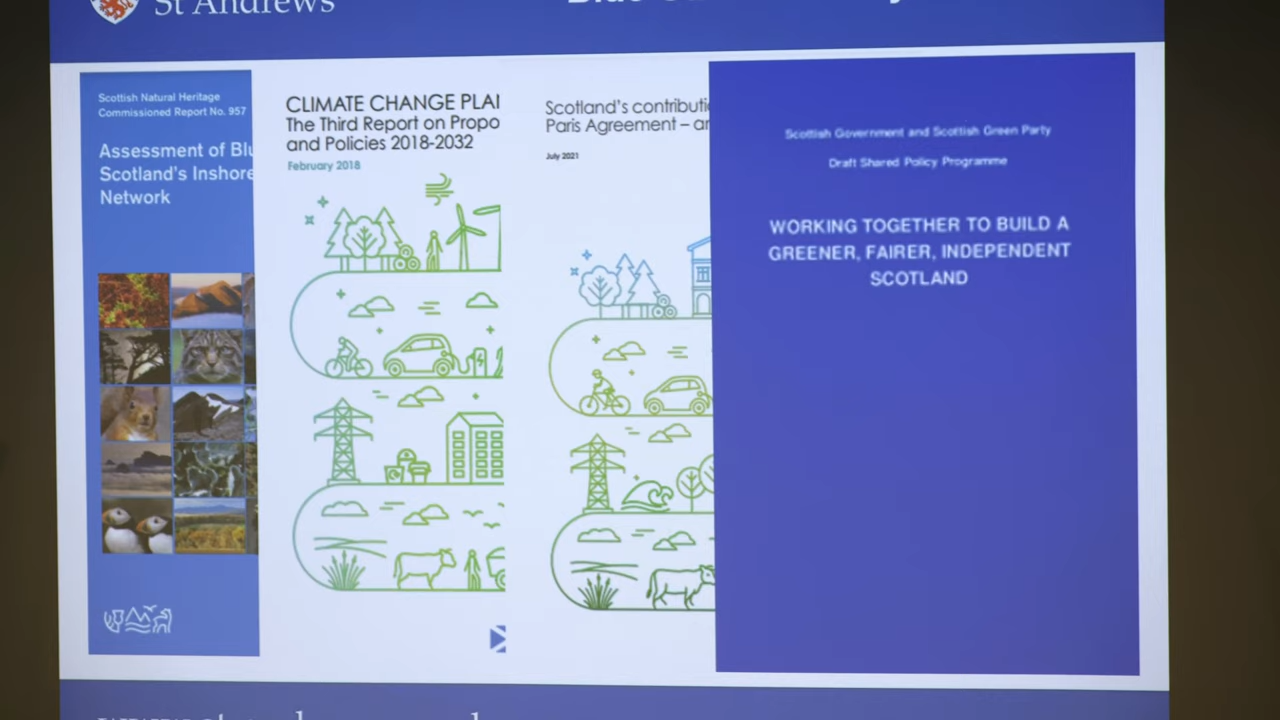 St Andrews
Scottish Natural Heritage
Commissioned Report No. 957
Assessment of Blu
Scotland's Inshore
Network
CLIMATE CHANGE PLA
The Third Report on Propo
and Policies 2018-2032
February 2018
Scotland's contributi
Paris Agreement – a
July 2021
Scottish Government and Scottish Green Party
Draft Shared Policy Programme
WORKING TOGETHER TO BUILD A
GREENER, FAIRER, INDEPENDENT
SCOTLAND